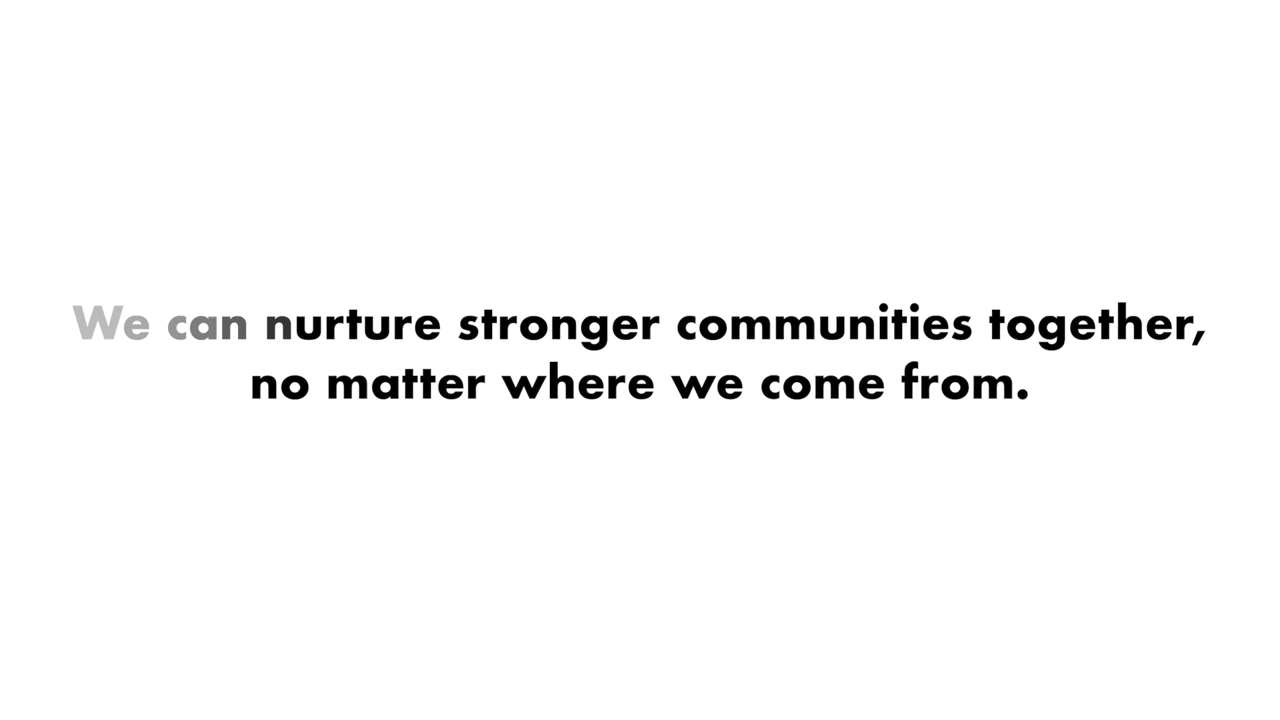 We can nurture stronger communities together,
no matter where we come from.